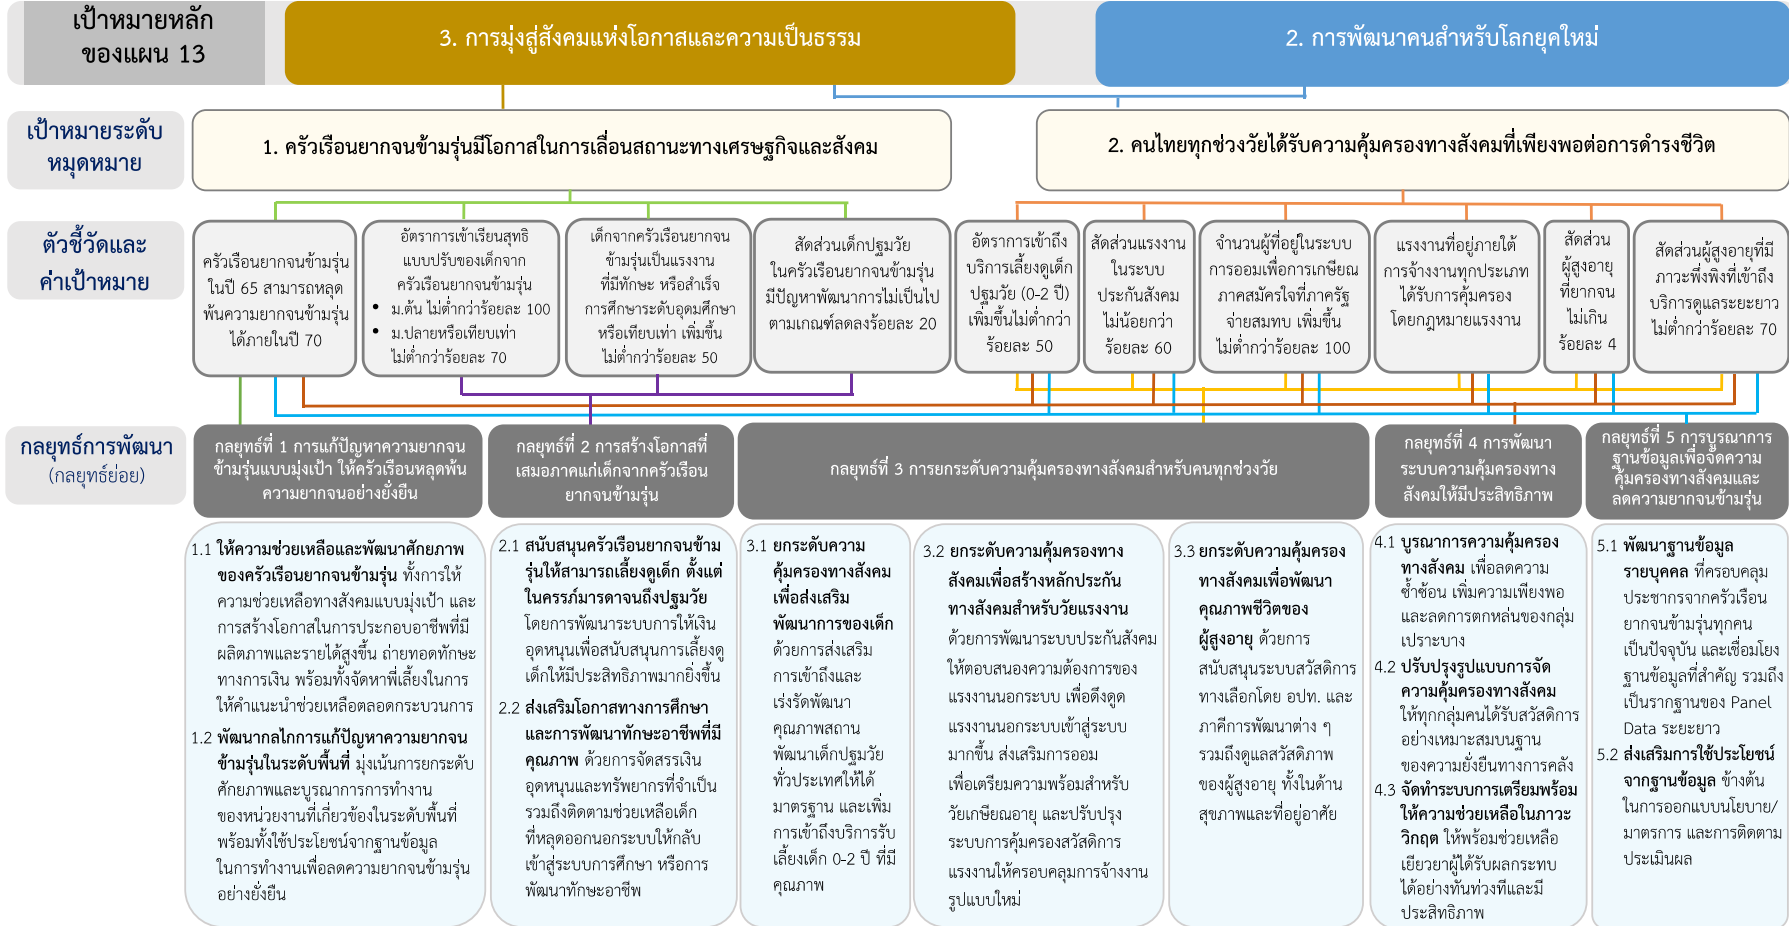 เป้าหมายหลัก
ของแผน 13
3. การมุ่งสู่สังคมแห่งโอกาสและความเป็นธรรม
2. การพัฒนาคนสำหรับโลกยุคใหม่
เป้าหมายระดับ
หมุดหมาย
1. ครัวเรือนยากจนข้ามรุ่นมีโอกาสในการเลื่อนสถานะทางเศรษฐกิจและสังคม
2. คนไทยทุกช่วงวัยได้รับความคุ้มครองทางสังคมที่เพียงพอต่อการดำรงชีวิต
ตัวชี้วัดและ
ค่าเป้าหมาย
ครัวเรือนยากจนข้ามรุ่น
ในปี 65 สามารถหลุด
พ้นความยากจนข้ามรุ่น
ได้ภายในปี 70
อัตราการเข้าเรียนสุทธิ
แบบปรับของเด็กจาก
ครัวเรือนยากจนข้ามรุ่น
• ม.ต้น ไม่ต่ำกว่าร้อยละ 100
• ม.ปลายหรือเทียบเท่า
ไม่ต่ำกว่าร้อยละ 70
เด็กจากครัวเรือนยากจน
ข้ามรุ่นเป็นแรงงาน
ที่มีทักษะ หรือสำเร็จ
การศึกษาระดับอุดมศึกษา
หรือเทียบเท่า เพิ่มขึ้น
ไม่ต่ำกว่าร้อยละ 50
สัดส่วนเด็กปฐมวัย
ในครัวเรือนยากจนข้ามรุ่น
มีปัญหาพัฒนาการไม่เป็นไป
ตามเกณฑ์ลดลงร้อยละ 20
อัตราการเข้าถึง
บริการเลี้ยงดูเด็ก
ปฐมวัย (0-2 ปี)
เพิ่มขึ้นไม่ต่ำกว่า
ร้อยละ 50
สัดส่วนแรงงาน
ในระบบ
ประกันสังคม
ไม่น้อยกว่า
ร้อยละ 60
จำนวนผู้ที่อยู่ในระบบ
การออมเพื่อการเกษียณ
ภาคสมัครใจที่ภาครัฐ
จ่ายสมทบ เพิ่มขึ้น
ไม่ต่ำกว่าร้อยละ 100
แรงงานที่อยู่ภายใต้
การจ้างงานทุกประเภท
ได้รับการคุ้มครอง
โดยกฎหมายแรงงาน
สัดส่วน
ผู้สูงอายุ
ที่ยากจน
ไม่เกิน
ร้อยละ 4
สัดส่วนผู้สูงอายุที่มี
ภาวะพึ่งพิงที่เข้าถึง
บริการดูแลระยะยาว
ไม่ต่ำกว่าร้อยละ 70
กลยุทธ์การพัฒนา
(กลยุทธ์ย่อย)
กลยุทธ์ที่ 1 การแก้ปัญหาความยากจน
ข้ามรุ่นแบบมุ่งเป้า ให้ครัวเรือนหลุดพ้น
ความยากจนอย่างยั่งยืน
กลยุทธ์ที่ 2 การสร้างโอกาสที่
เสมอภาคแก่เด็กจากครัวเรือน
ยากจนข้ามรุ่น
กลยุทธ์ที่ 3 การยกระดับความคุ้มครองทางสังคมสำหรับคนทุกช่วงวัย
กลยุทธ์ที่ 4 การพัฒนา
ระบบความคุ้มครองทาง
สังคมให้มีประสิทธิภาพ
กลยุทธ์ที่ 5 การบูรณาการ
ฐานข้อมูลเพื่อจัดความ
คุ้มครองทางสังคมและ
ลดความยากจนข้ามรุ่น
1.1 ให้ความช่วยเหลือและพัฒนาศักยภาพ
ของครัวเรือนยากจนข้ามรุ่น ทั้งการให้
ความช่วยเหลือทางสังคมแบบมุ่งเป้า และ
การสร้างโอกาสในการประกอบอาชีพที่มี
ผลิตภาพและรายได้สูงขึ้น ถ่ายทอดทักษะ
ทางการเงิน พร้อมทั้งจัดหาพี่เลี้ยงในการ
ให้คำแนะนำช่วยเหลือตลอดกระบวนการ
1.2 พัฒนากลไกการแก้ปัญหาความยากจน
ข้ามรุ่นในระดับพื้นที่ มุ่งเน้นการยกระดับ
ศักยภาพและบูรณาการการทำงาน
ของหน่วยงานที่เกี่ยวข้องในระดับพื้นที่
พร้อมทั้งใช้ประโยชน์จากฐานข้อมูล
ในการทำงานเพื่อลดความยากจนข้ามรุ่น
อย่างยั่งยืน
2.1 สนับสนุนครัวเรือนยากจนข้าม
รุ่นให้สามารถเลี้ยงดูเด็ก ตั้งแต่
ในครรภ์มารดาจนถึงปฐมวัย
โดยการพัฒนาระบบการให้เงิน
อุดหนุนเพื่อสนับสนุนการเลี้ยงดู
เด็กให้มีประสิทธิภาพมากยิ่งขึ้น
2.2 ส่งเสริมโอกาสทางการศึกษา
และการพัฒนาทักษะอาชีพที่มี
คุณภาพ ด้วยการจัดสรรเงิน
อุดหนุนและทรัพยากรที่จำเป็น
รวมถึงติดตามช่วยเหลือเด็ก
ที่หลุดออกนอกระบบให้กลับ
เข้าสู่ระบบการศึกษา หรือการ
พัฒนาทักษะอาชีพ
3.1 ยกระดับความ
คุ้มครองทางสังคม
เพื่อส่งเสริม
พัฒนาการของเด็ก
ด้วยการส่งเสริม
การเข้าถึงและ
เร่งรัดพัฒนา
คุณภาพสถาน
พัฒนาเด็กปฐมวัย
ทั่วประเทศให้ได้
มาตรฐาน และเพิ่ม
การเข้าถึงบริการรับ
เลี้ยงเด็ก 0-2 ปี ที่มี
คุณภาพ
3.2 ยกระดับความคุ้มครองทาง
สังคมเพื่อสร้างหลักประกัน
ทางสังคมสำหรับวัยแรงงาน
ด้วยการพัฒนาระบบประกันสังคม
ให้ตอบสนองความต้องการของ
แรงงานนอกระบบ เพื่อดึงดูด
แรงงานนอกระบบเข้าสู่ระบบ
มากขึ้น ส่งเสริมการออม
เพื่อเตรียมความพร้อมสำหรับ
วัยเกษียณอายุ และปรับปรุง
ระบบการคุ้มครองสวัสดิการ
แรงงานให้ครอบคลุมการจ้างงาน
รูปแบบใหม่
3.3 ยกระดับความคุ้มครอง
ทางสังคมเพื่อพัฒนา
คุณภาพชีวิตของ
ผู้สูงอายุ ด้วยการ
สนับสนุนระบบสวัสดิการ
ทางเลือกโดย อปท. และ
ภาคีการพัฒนาต่าง ๆ
รวมถึงดูแลสวัสดิภาพ
ของผู้สูงอายุ ทั้งในด้าน
สุขภาพและที่อยู่อาศัย
4.1 บูรณาการความคุ้มครอง
ทางสังคม เพื่อลดความ
ซ้ำซ้อน เพิ่มความเพียงพอ
และลดการตกหล่นของกลุ่ม
เปราะบาง
4.2 ปรับปรุงรูปแบบการจัด
ความคุ้มครองทางสังคม
ให้ทุกกลุ่มคนได้รับสวัสดิการ
อย่างเหมาะสมบนฐาน
ของความยั่งยืนทางการคลัง
4.3 จัดทำระบบการเตรียมพร้อม
ให้ความช่วยเหลือในภาวะ
วิกฤต ให้พร้อมช่วยเหลือ
เยียวยาผู้ได้รับผลกระทบ
ได้อย่างทันท่วงทีและมี
ประสิทธิภาพ
5.1 พัฒนาฐานข้อมูล
รายบุคคล ที่ครอบคลุม
ประชากรจากครัวเรือน
ยากจนข้ามรุ่นทุกคน
เป็นปัจจุบัน และเชื่อมโยง
ฐานข้อมูลที่สำคัญ รวมถึง
เป็นรากฐานของ Panel
Data ระยะยาว
5.2 ส่งเสริมการใช้ประโยชน์
จากฐานข้อมูล ข้างต้น
ในการออกแบบนโยบาย/
มาตรการ และการติดตาม
ประเมินผล